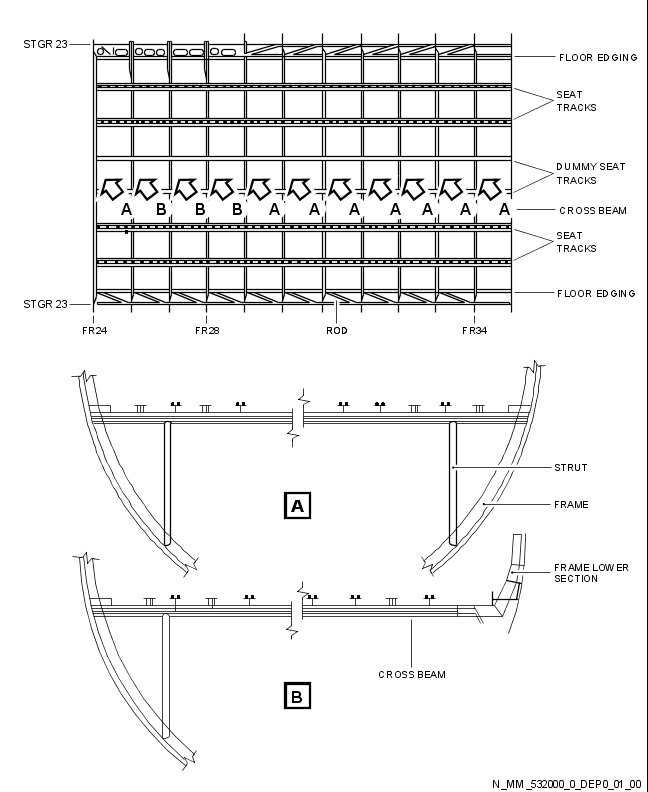 STGR 23
FLOOR EDGING
SEAT
TRACKS
DUMMY SEAT
TRACKS
A B B B A A A A A A A
CROSS BEAM
SEAT
TRACKS
STGR 23
FLOOR EDGING
FR24 FR28 ROD FR34
STRUT
A
FRAME
FRAME LOWER
SECTION
CROSS BEAM
B
N_MM_532000_0_DEP0_01_00